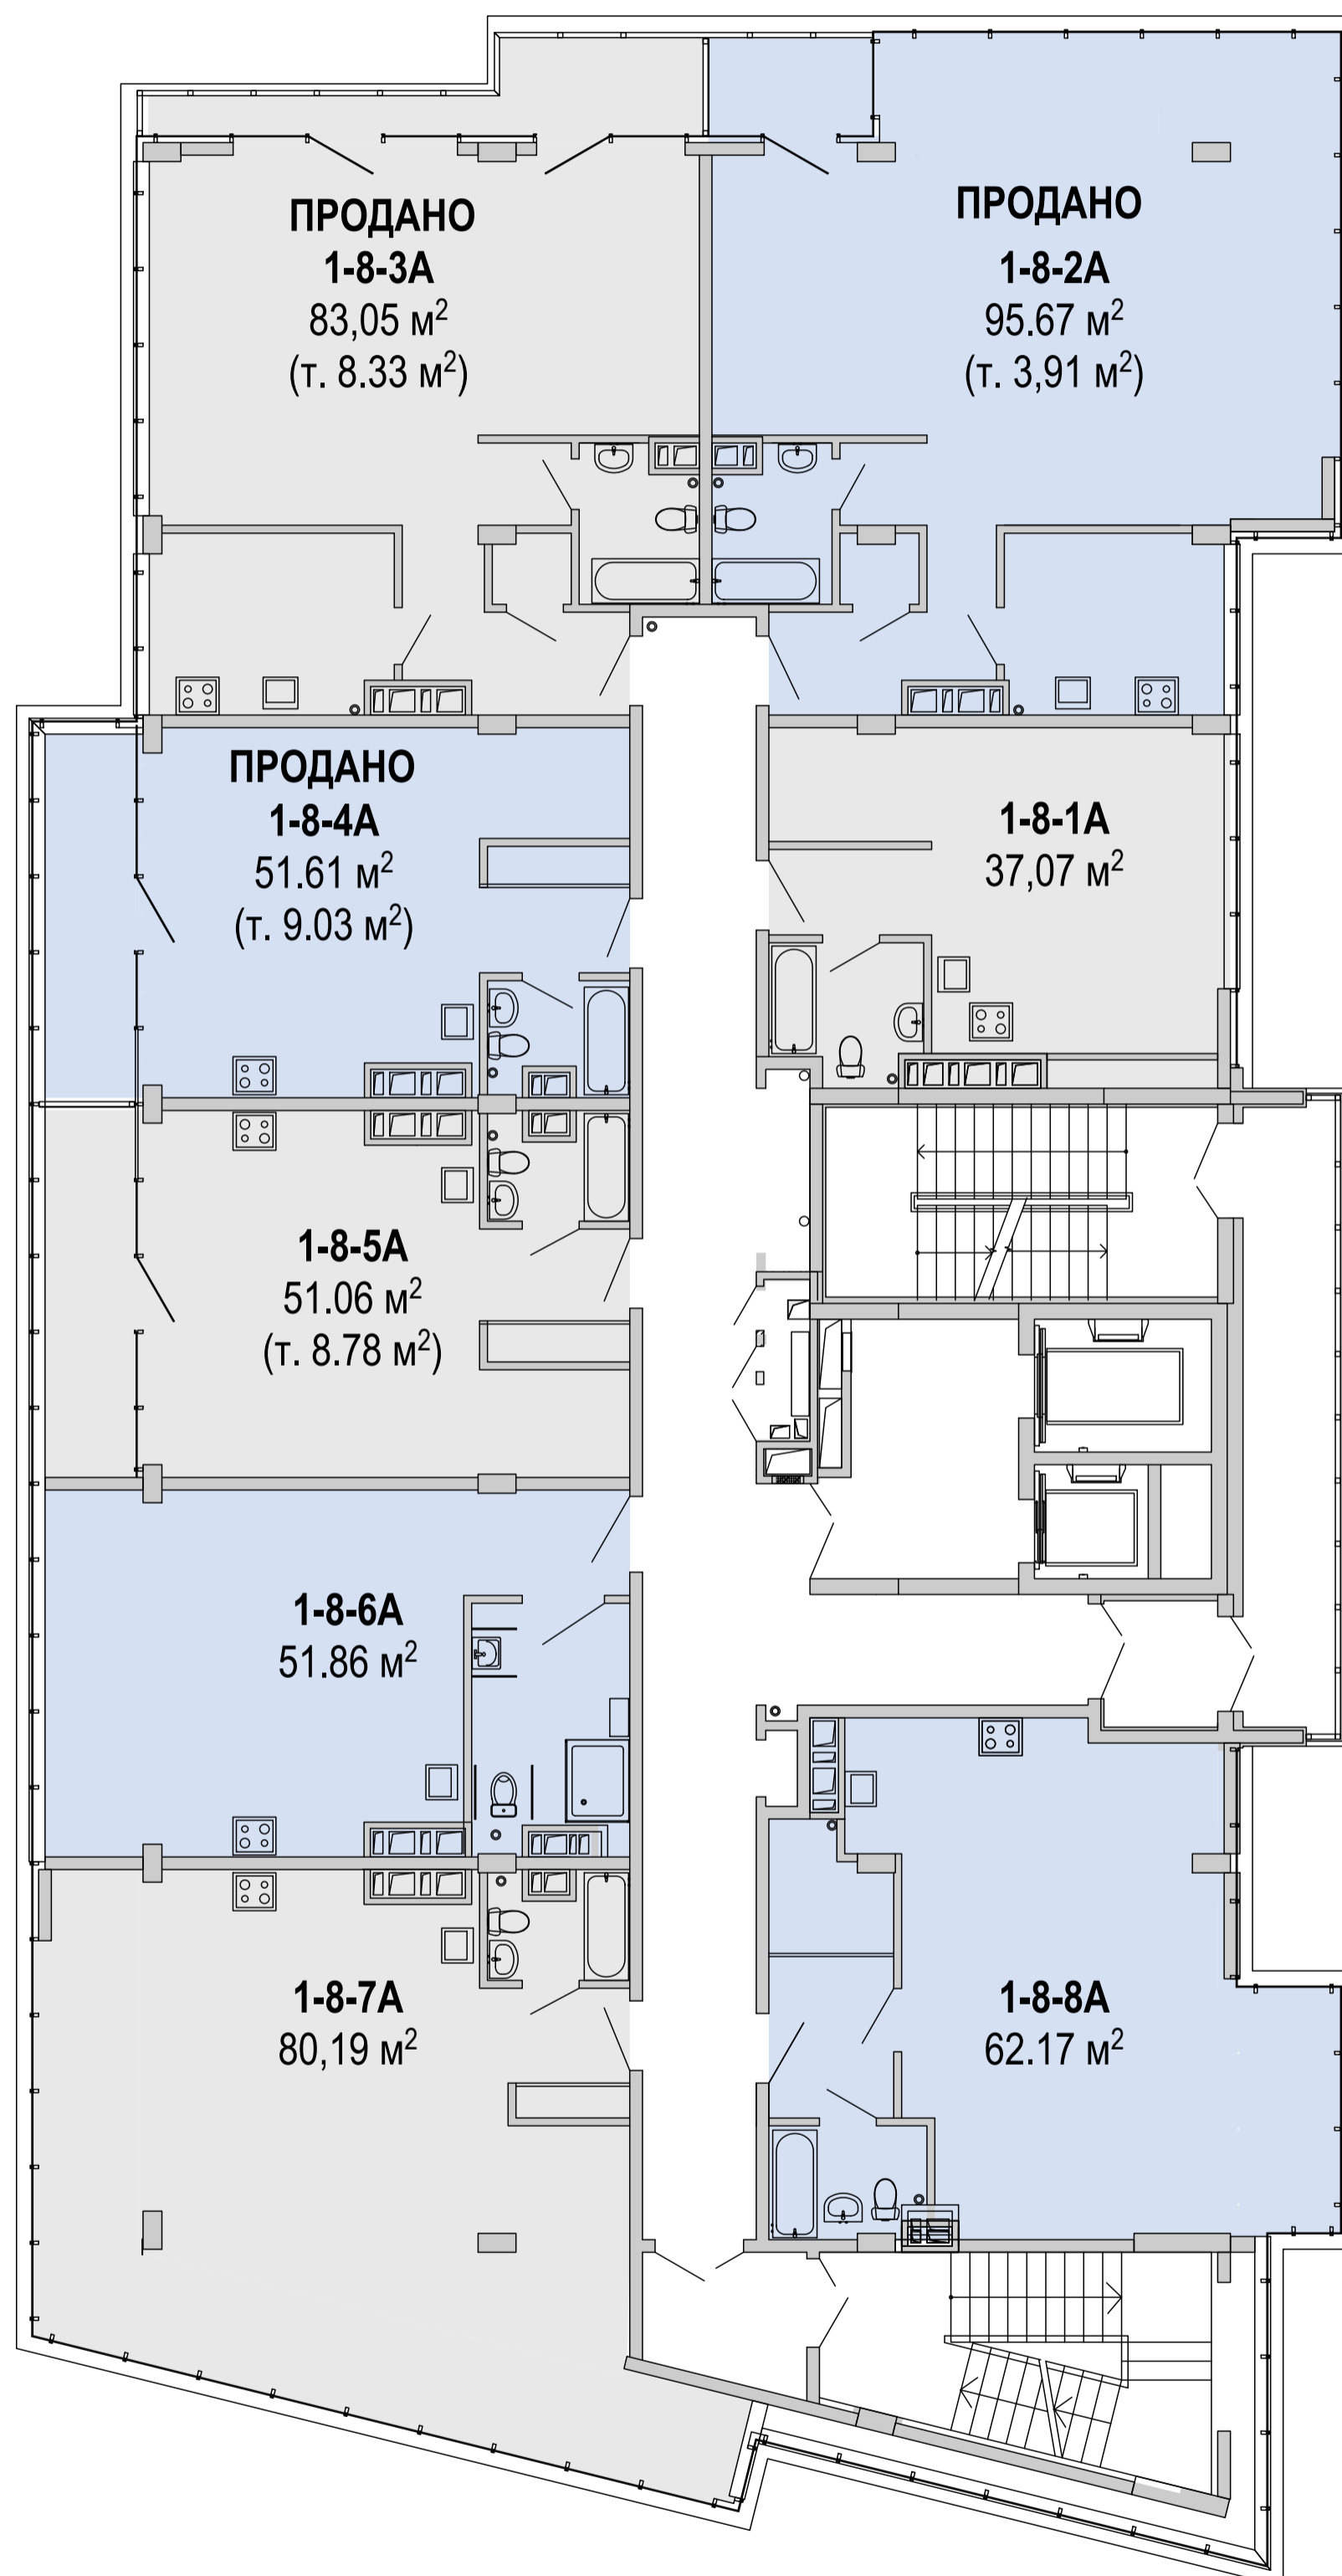 ПРОДАНО
1-8-3А
83,05 м²
(т. 8.33 м²)
ПРОДАНО
1-8-2А
95.67 м²
(т. 3,91 м²)
ПРОДАНО
1-8-4А
51.61 м²
(т. 9.03 м²)
1-8-1А
37,07 м²
1-8-5А
51.06 м²
(т. 8.78 м²)
1-8-6А
51.86 м²
1-8-7А
80,19 м²
1-8-8А
62.17 м²